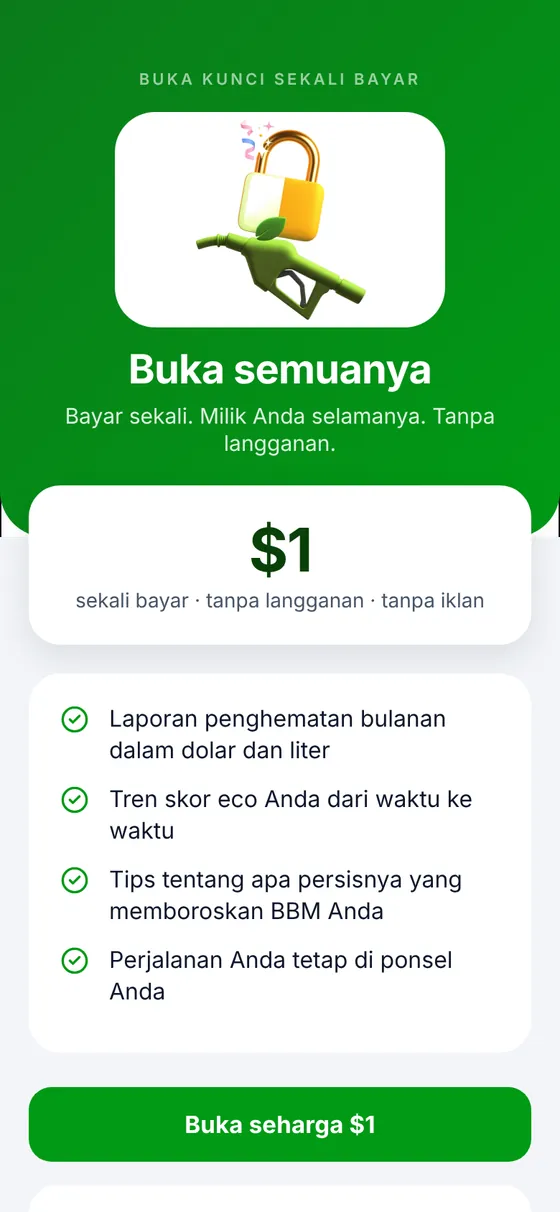 BUKA KUNCI SEKALI BAYAR
Buka semuanya
Bayar sekali. Milik Anda selamanya. Tanpa
langganan.
$1
sekali bayar · tanpa langganan · tanpa iklan
Laporan penghematan bulanan
dalam dolar dan liter
Tren skor eco Anda dari waktu ke
waktu
Tips tentang apa persisnya yang
memboroskan BBM Anda
Perjalanan Anda tetap di ponsel
Anda
Buka seharga $1